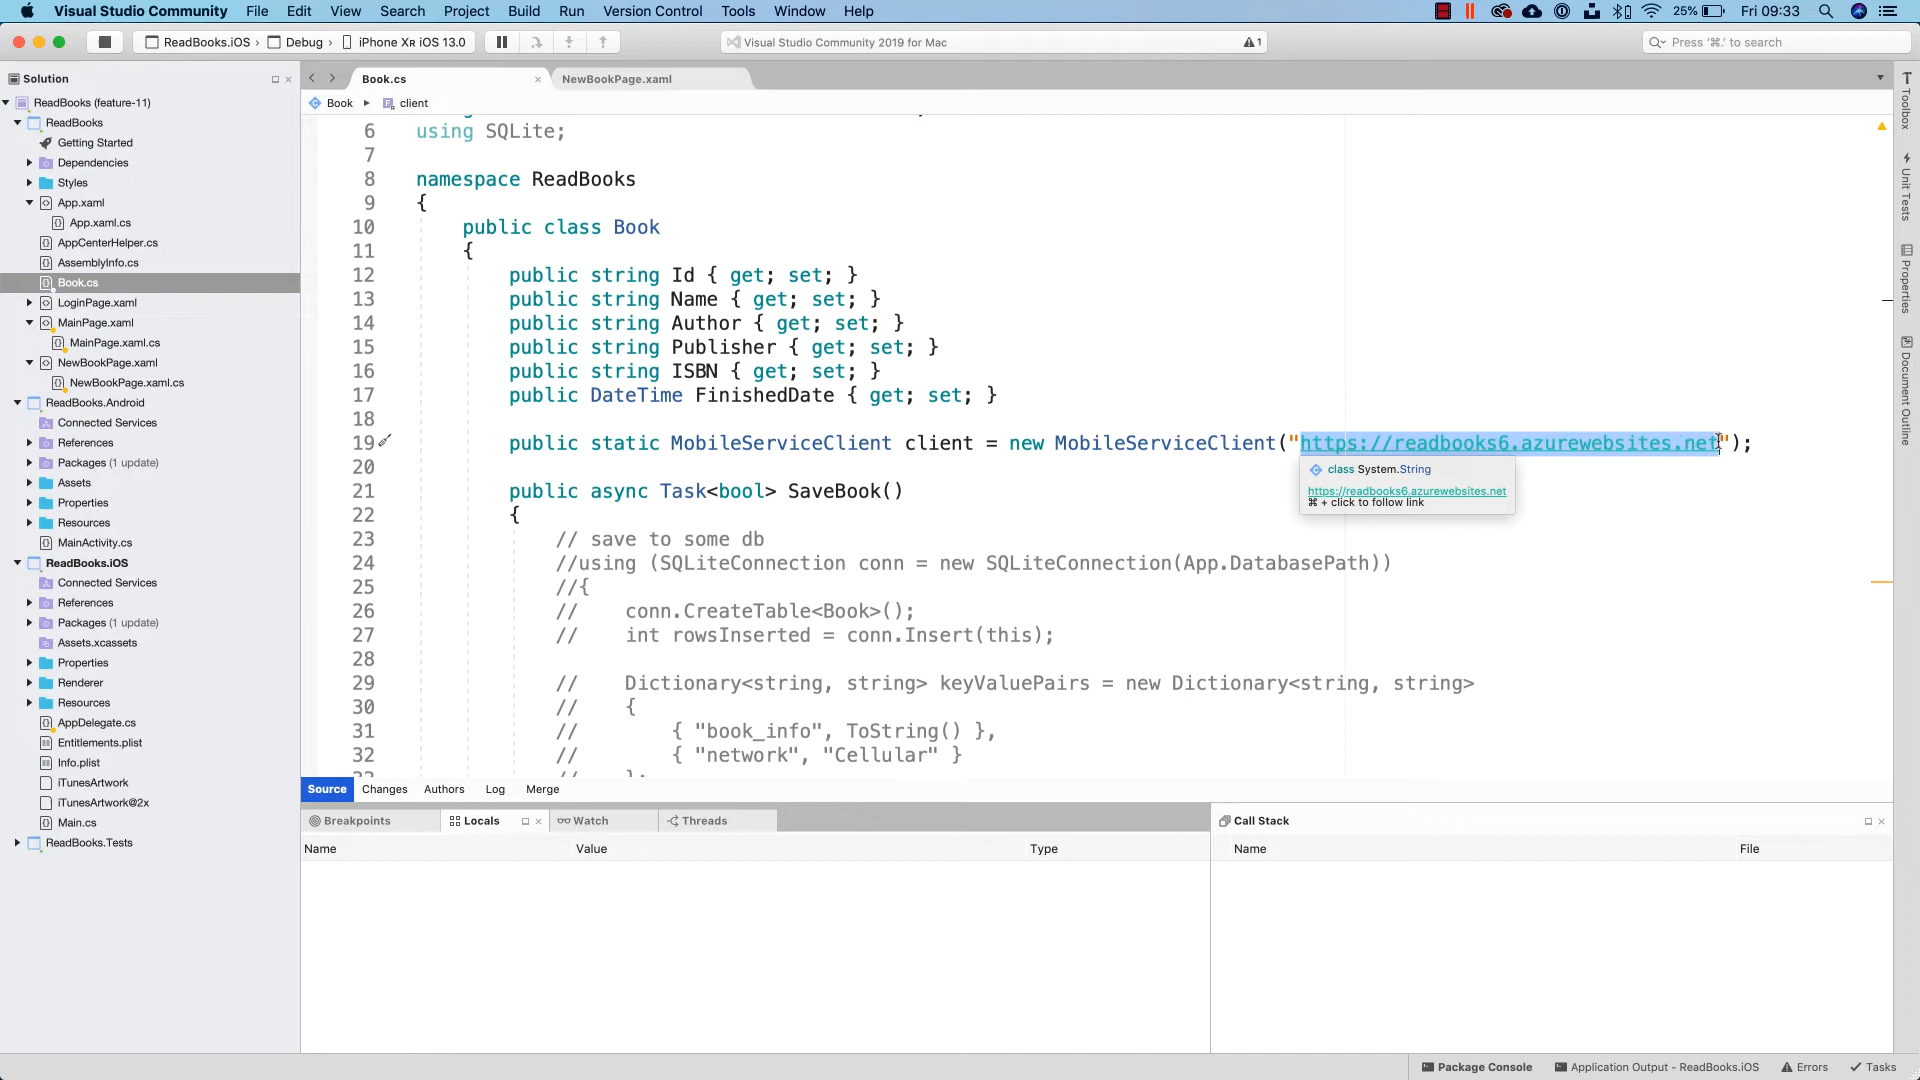 Visual Studio Community File Edit View Search Project Build Run Version Control Tools Window Help 25% Fri 09:33
ReadBooks.iOS › Debug › iPhone XR iOS 13.0 Visual Studio Community 2019 for Mac 1 Press '⌘.' to search
Solution
ReadBooks (feature-11)
ReadBooks
Getting Started
Dependencies
Styles
App.xaml
App.xaml.cs
AppCenterHelper.cs
AssemblyInfo.cs
Book.cs
LoginPage.xaml
MainPage.xaml
MainPage.xaml.cs
NewBookPage.xaml
NewBookPage.xaml.cs
ReadBooks.Android
Connected Services
References
Packages (1 update)
Assets
Properties
Resources
MainActivity.cs
ReadBooks.iOS
Connected Services
References
Packages (1 update)
Assets.xcassets
Properties
Renderer
Resources
AppDelegate.cs
Entitlements.plist
Info.plist
iTunesArtwork
iTunesArtwork@2x
Main.cs
ReadBooks.Tests
Book.cs NewBookPage.xaml
Book client
6 using SQLite;
7
8 namespace ReadBooks
9 {
10 public class Book
11 {
12 public string Id { get; set; }
13 public string Name { get; set; }
14 public string Author { get; set; }
15 public string Publisher { get; set; }
16 public string ISBN { get; set; }
17 public DateTime FinishedDate { get; set; }
18
19 public static MobileServiceClient client = new MobileServiceClient("https://readbooks6.azurewebsites.net");
class System.String
https://readbooks6.azurewebsites.net
⌘ + click to follow link
20
21 public async Task<bool> SaveBook()
22 {
23 // save to some db
24 //using (SQLiteConnection conn = new SQLiteConnection(App.DatabasePath))
25 //{
26 // conn.CreateTable<Book>();
27 // int rowsInserted = conn.Insert(this);
28
29 // Dictionary<string, string> keyValuePairs = new Dictionary<string, string>
30 // {
31 // { "book_info", ToString() },
32 // { "network", "Cellular" }
33 // };
Source Changes Authors Log Merge
Breakpoints Locals Watch Threads
Name Value Type
Call Stack
Name File
Toolbox
Unit Tests
Properties
Document Outline
Package Console Application Output - ReadBooks.iOS Errors Tasks